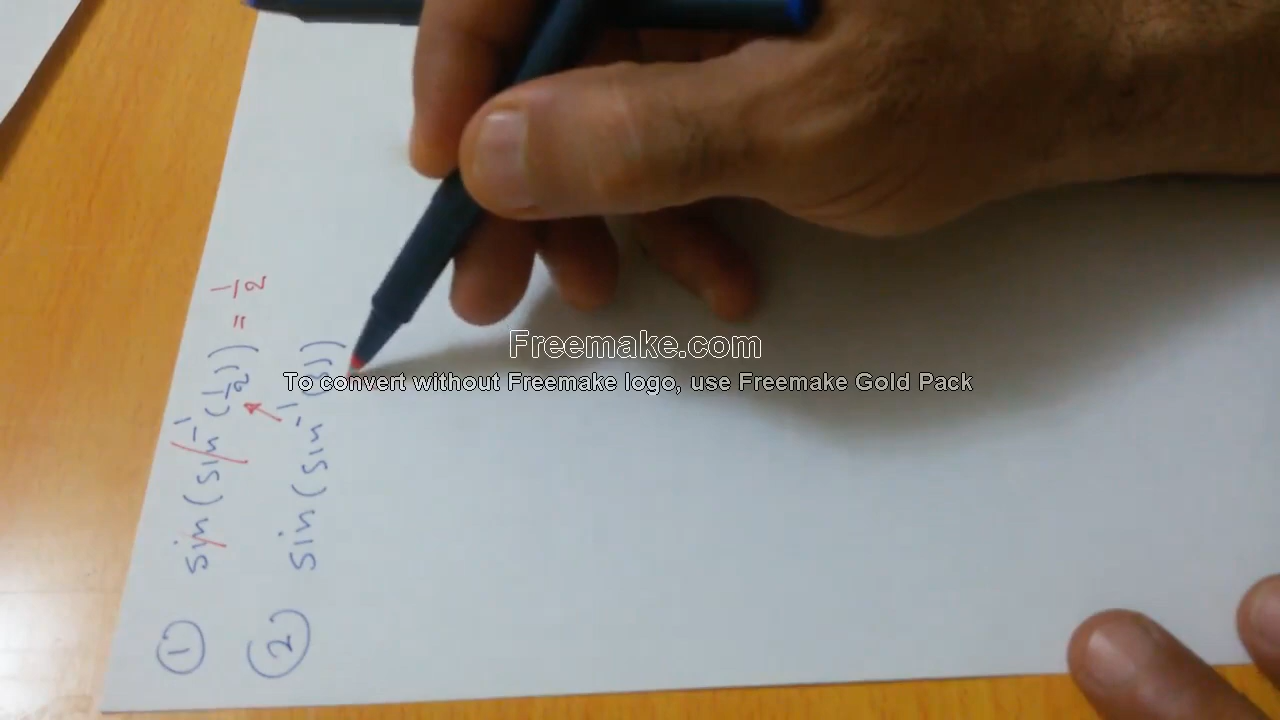 ① sin(sin⁻¹(1/2)) = 1/2
② sin(sin⁻¹(3))
Freemake.com
To convert without Freemake logo, use Freemake Gold Pack